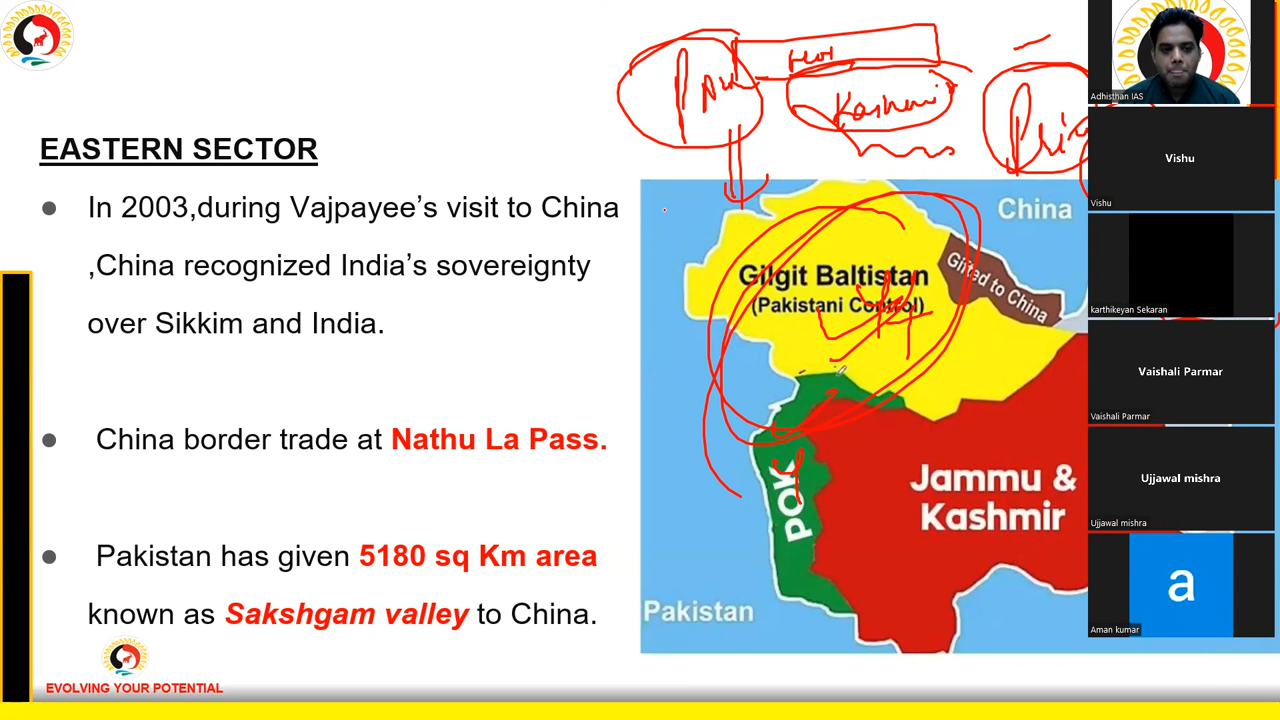 EASTERN SECTOR
● In 2003,during Vajpayee’s visit to China
,China recognized India’s sovereignty
over Sikkim and India.
● China border trade at Nathu La Pass.
● Pakistan has given 5180 sq Km area
known as Sakshgam valley to China.
EVOLVING YOUR POTENTIAL
Kashmir
China
Gilgit Baltistan
(Pakistani Control)
Gifted to China
POK
Jammu &
Kashmir
Pakistan
Adhisthan IAS
Vishu
Vishu
karthikeyan Sekaran
Vaishali Parmar
Vaishali Parmar
Ujjawal mishra
Ujjawal mishra
a
Aman kumar